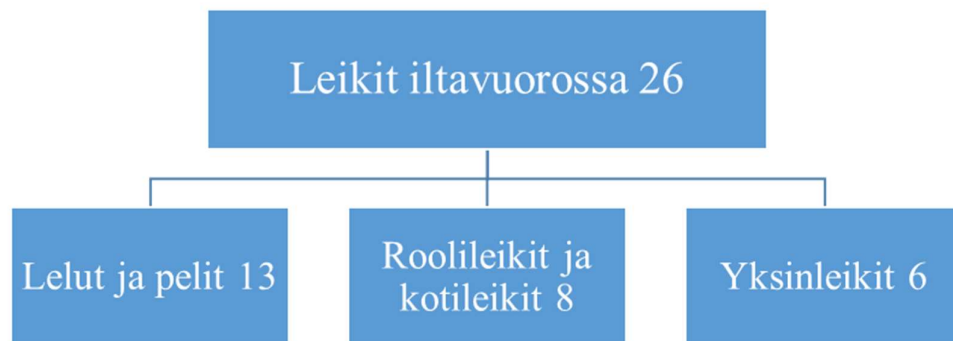 Leikit iltavuorossa 26
Lelut ja pelit 13
Roolileikit ja
kotileikit 8
Yksinleikit 6